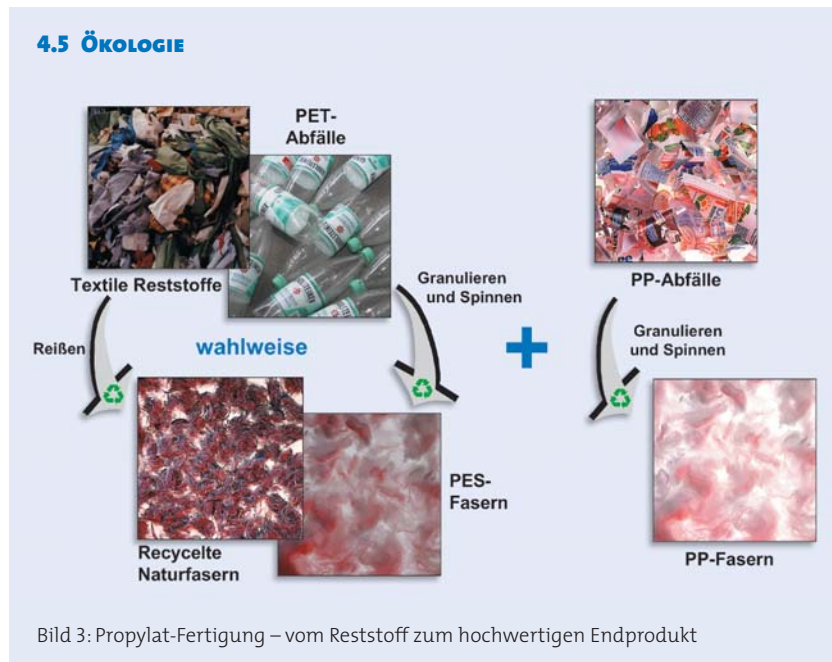 4.5 ÖKOLOGIE
PET-
Abfälle
Textile Reststoffe
Granulieren
und Spinnen
PP-Abfälle
Reißen
wahlweise
+
Granulieren
und Spinnen
PES-
Fasern
Recycelte
Naturfasern
PP-Fasern
Bild 3: Propylat-Fertigung – vom Reststoff zum hochwertigen Endprodukt